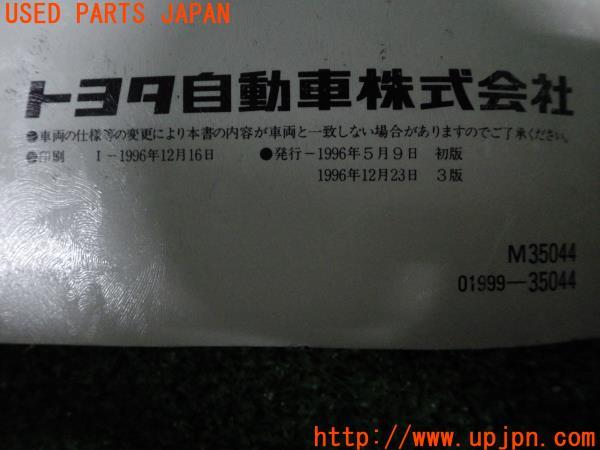 USED PARTS JAPAN
トヨタ自動車株式会社
●車両の仕様等の変更により本書の内容が車両と一致しない場合がありますのでご了承ください。
●印刷 I－1996年12月16日 ●発行－1996年5月9日 初版
1996年12月23日 3版
M35044
01999―35044
UPJ
http://www.upjpn.com/